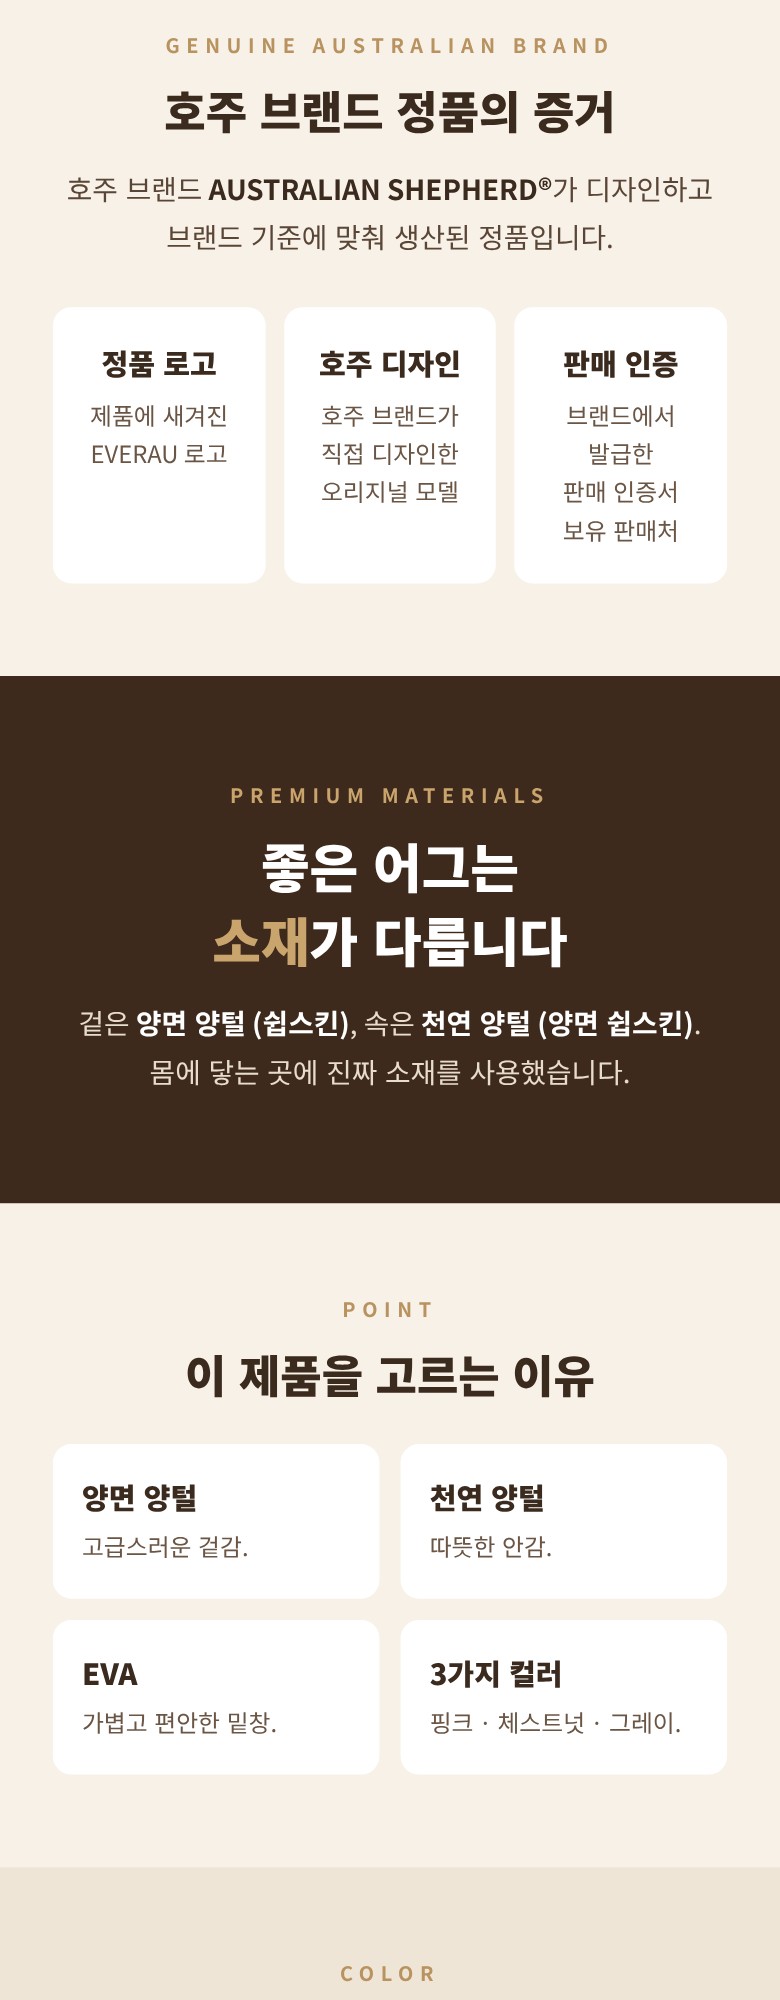 GENUINE AUSTRALIAN BRAND
호주 브랜드 정품의 증거
호주 브랜드 AUSTRALIAN SHEPHERD®가 디자인하고
브랜드 기준에 맞춰 생산된 정품입니다.
정품 로고
제품에 새겨진
EVERAU 로고
호주 디자인
호주 브랜드가
직접 디자인한
오리지널 모델
판매 인증
브랜드에서
발급한
판매 인증서
보유 판매처
PREMIUM MATERIALS
좋은 어그는
소재가 다릅니다
겉은 양면 양털 (쉽스킨), 속은 천연 양털 (양면 쉽스킨).
몸에 닿는 곳에 진짜 소재를 사용했습니다.
POINT
이 제품을 고르는 이유
양면 양털
고급스러운 겉감.
천연 양털
따뜻한 안감.
EVA
가볍고 편안한 밑창.
3가지 컬러
핑크 · 체스트넛 · 그레이.
COLOR